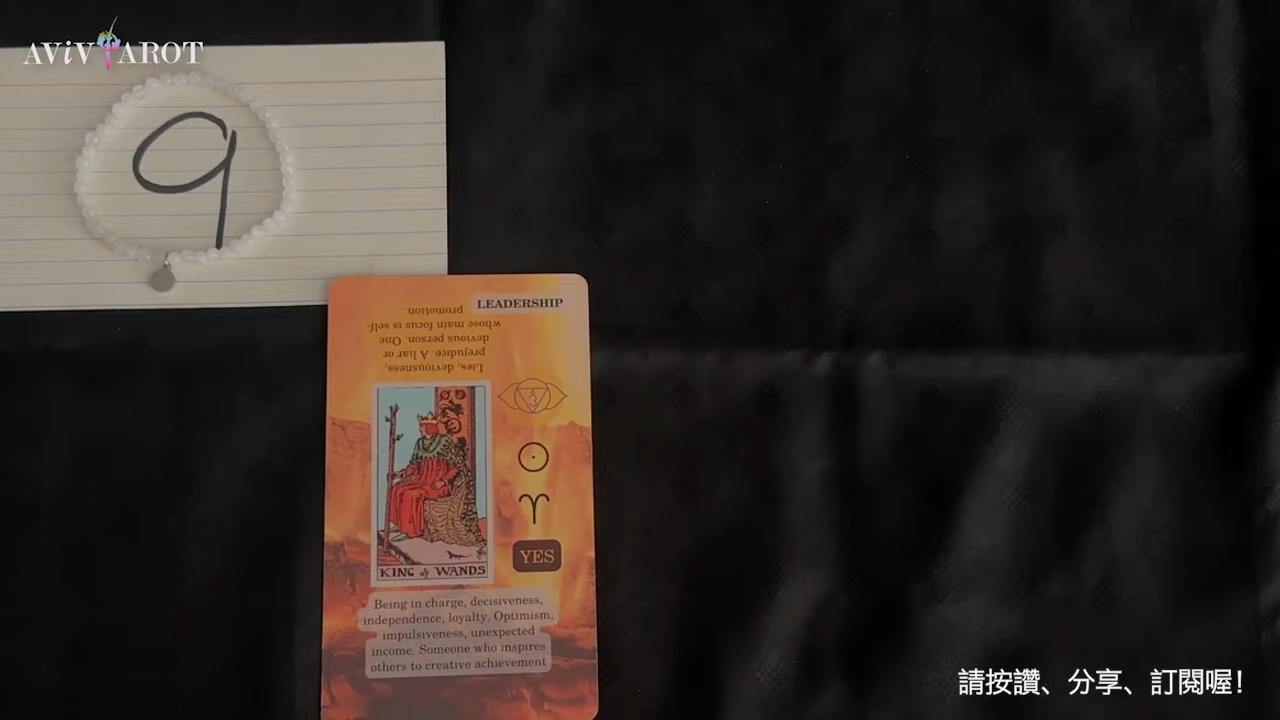 AViV TAROT
9
LEADERSHIP
Lies, deviousness,
prejudice. A liar or
devious person. One
whose main focus is self-
promotion.
KING of WANDS
YES
Being in charge, decisiveness,
independence, loyalty. Optimism,
impulsiveness, unexpected
income. Someone who inspires
others to creative achievement
請按讚、分享、訂閱喔!